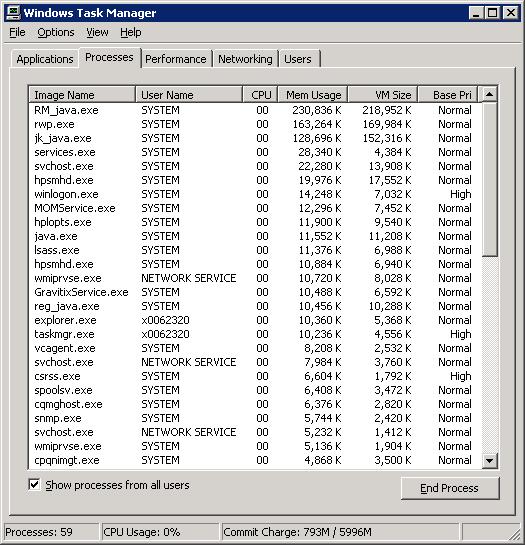 Windows Task Manager
File Options View Help
Applications Processes Performance Networking Users
Image Name User Name CPU Mem Usage VM Size Base Pri
RM_java.exe SYSTEM 00 230,836 K 218,952 K Normal
rwp.exe SYSTEM 00 163,264 K 169,984 K Normal
jk_java.exe SYSTEM 00 128,696 K 152,316 K Normal
services.exe SYSTEM 00 28,340 K 4,384 K Normal
svchost.exe SYSTEM 00 22,280 K 13,908 K Normal
hpsmhd.exe SYSTEM 00 19,976 K 17,552 K Normal
winlogon.exe SYSTEM 00 14,248 K 7,032 K High
MOMService.exe SYSTEM 00 12,296 K 7,452 K Normal
hplopts.exe SYSTEM 00 11,900 K 9,540 K Normal
java.exe SYSTEM 00 11,552 K 11,208 K Normal
lsass.exe SYSTEM 00 11,376 K 6,988 K Normal
hpsmhd.exe SYSTEM 00 10,884 K 6,940 K Normal
wmiprvse.exe NETWORK SERVICE 00 10,720 K 8,028 K Normal
GravitixService.exe SYSTEM 00 10,488 K 6,592 K Normal
reg_java.exe SYSTEM 00 10,456 K 10,288 K Normal
explorer.exe x0062320 00 10,360 K 5,368 K Normal
taskmgr.exe x0062320 00 10,236 K 4,556 K High
vcagent.exe SYSTEM 00 8,208 K 2,532 K Normal
svchost.exe NETWORK SERVICE 00 7,984 K 3,760 K Normal
csrss.exe SYSTEM 00 6,604 K 1,792 K High
spoolsv.exe SYSTEM 00 6,408 K 3,472 K Normal
cqmghost.exe SYSTEM 00 6,376 K 2,820 K Normal
snmp.exe SYSTEM 00 5,744 K 2,420 K Normal
svchost.exe NETWORK SERVICE 00 5,232 K 1,412 K Normal
wmiprvse.exe SYSTEM 00 5,136 K 1,904 K Normal
cpqnimgt.exe SYSTEM 00 4,868 K 3,500 K Normal
Show processes from all users
End Process
Processes: 59 CPU Usage: 0% Commit Charge: 793M / 5996M